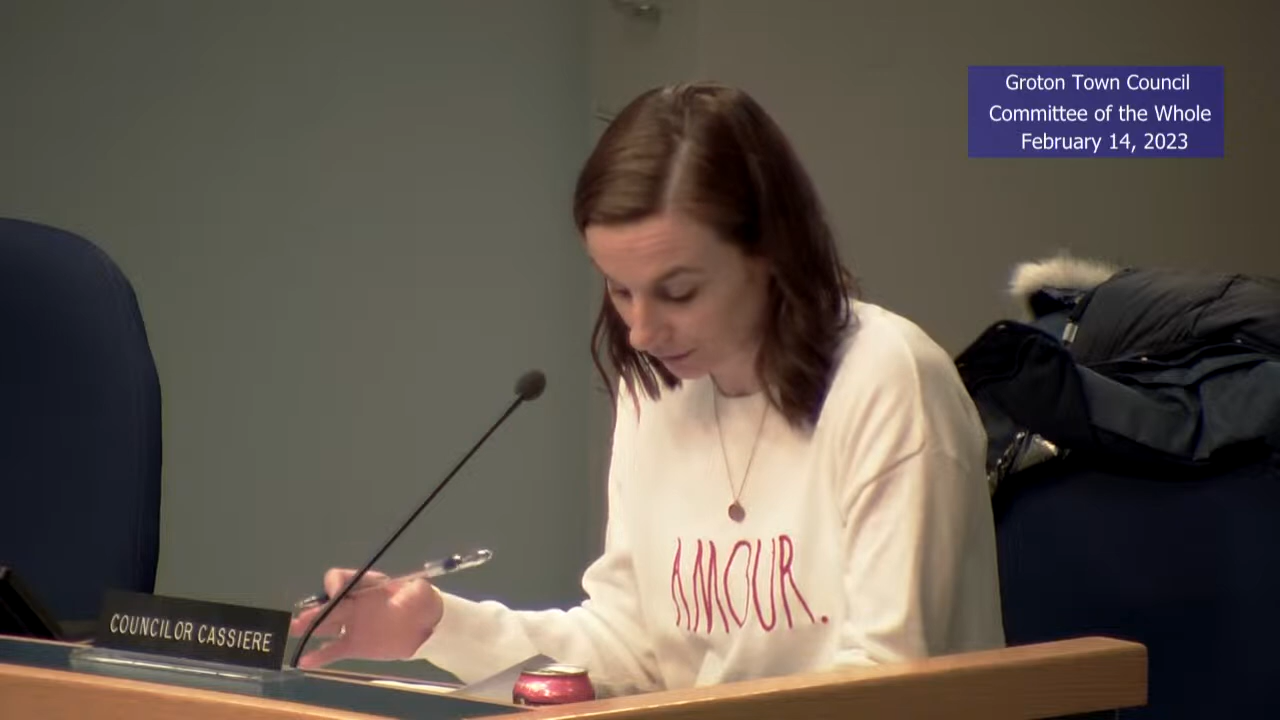 Groton Town Council
Committee of the Whole
February 14, 2023
AMOUR.
COUNCILOR CASSIERE